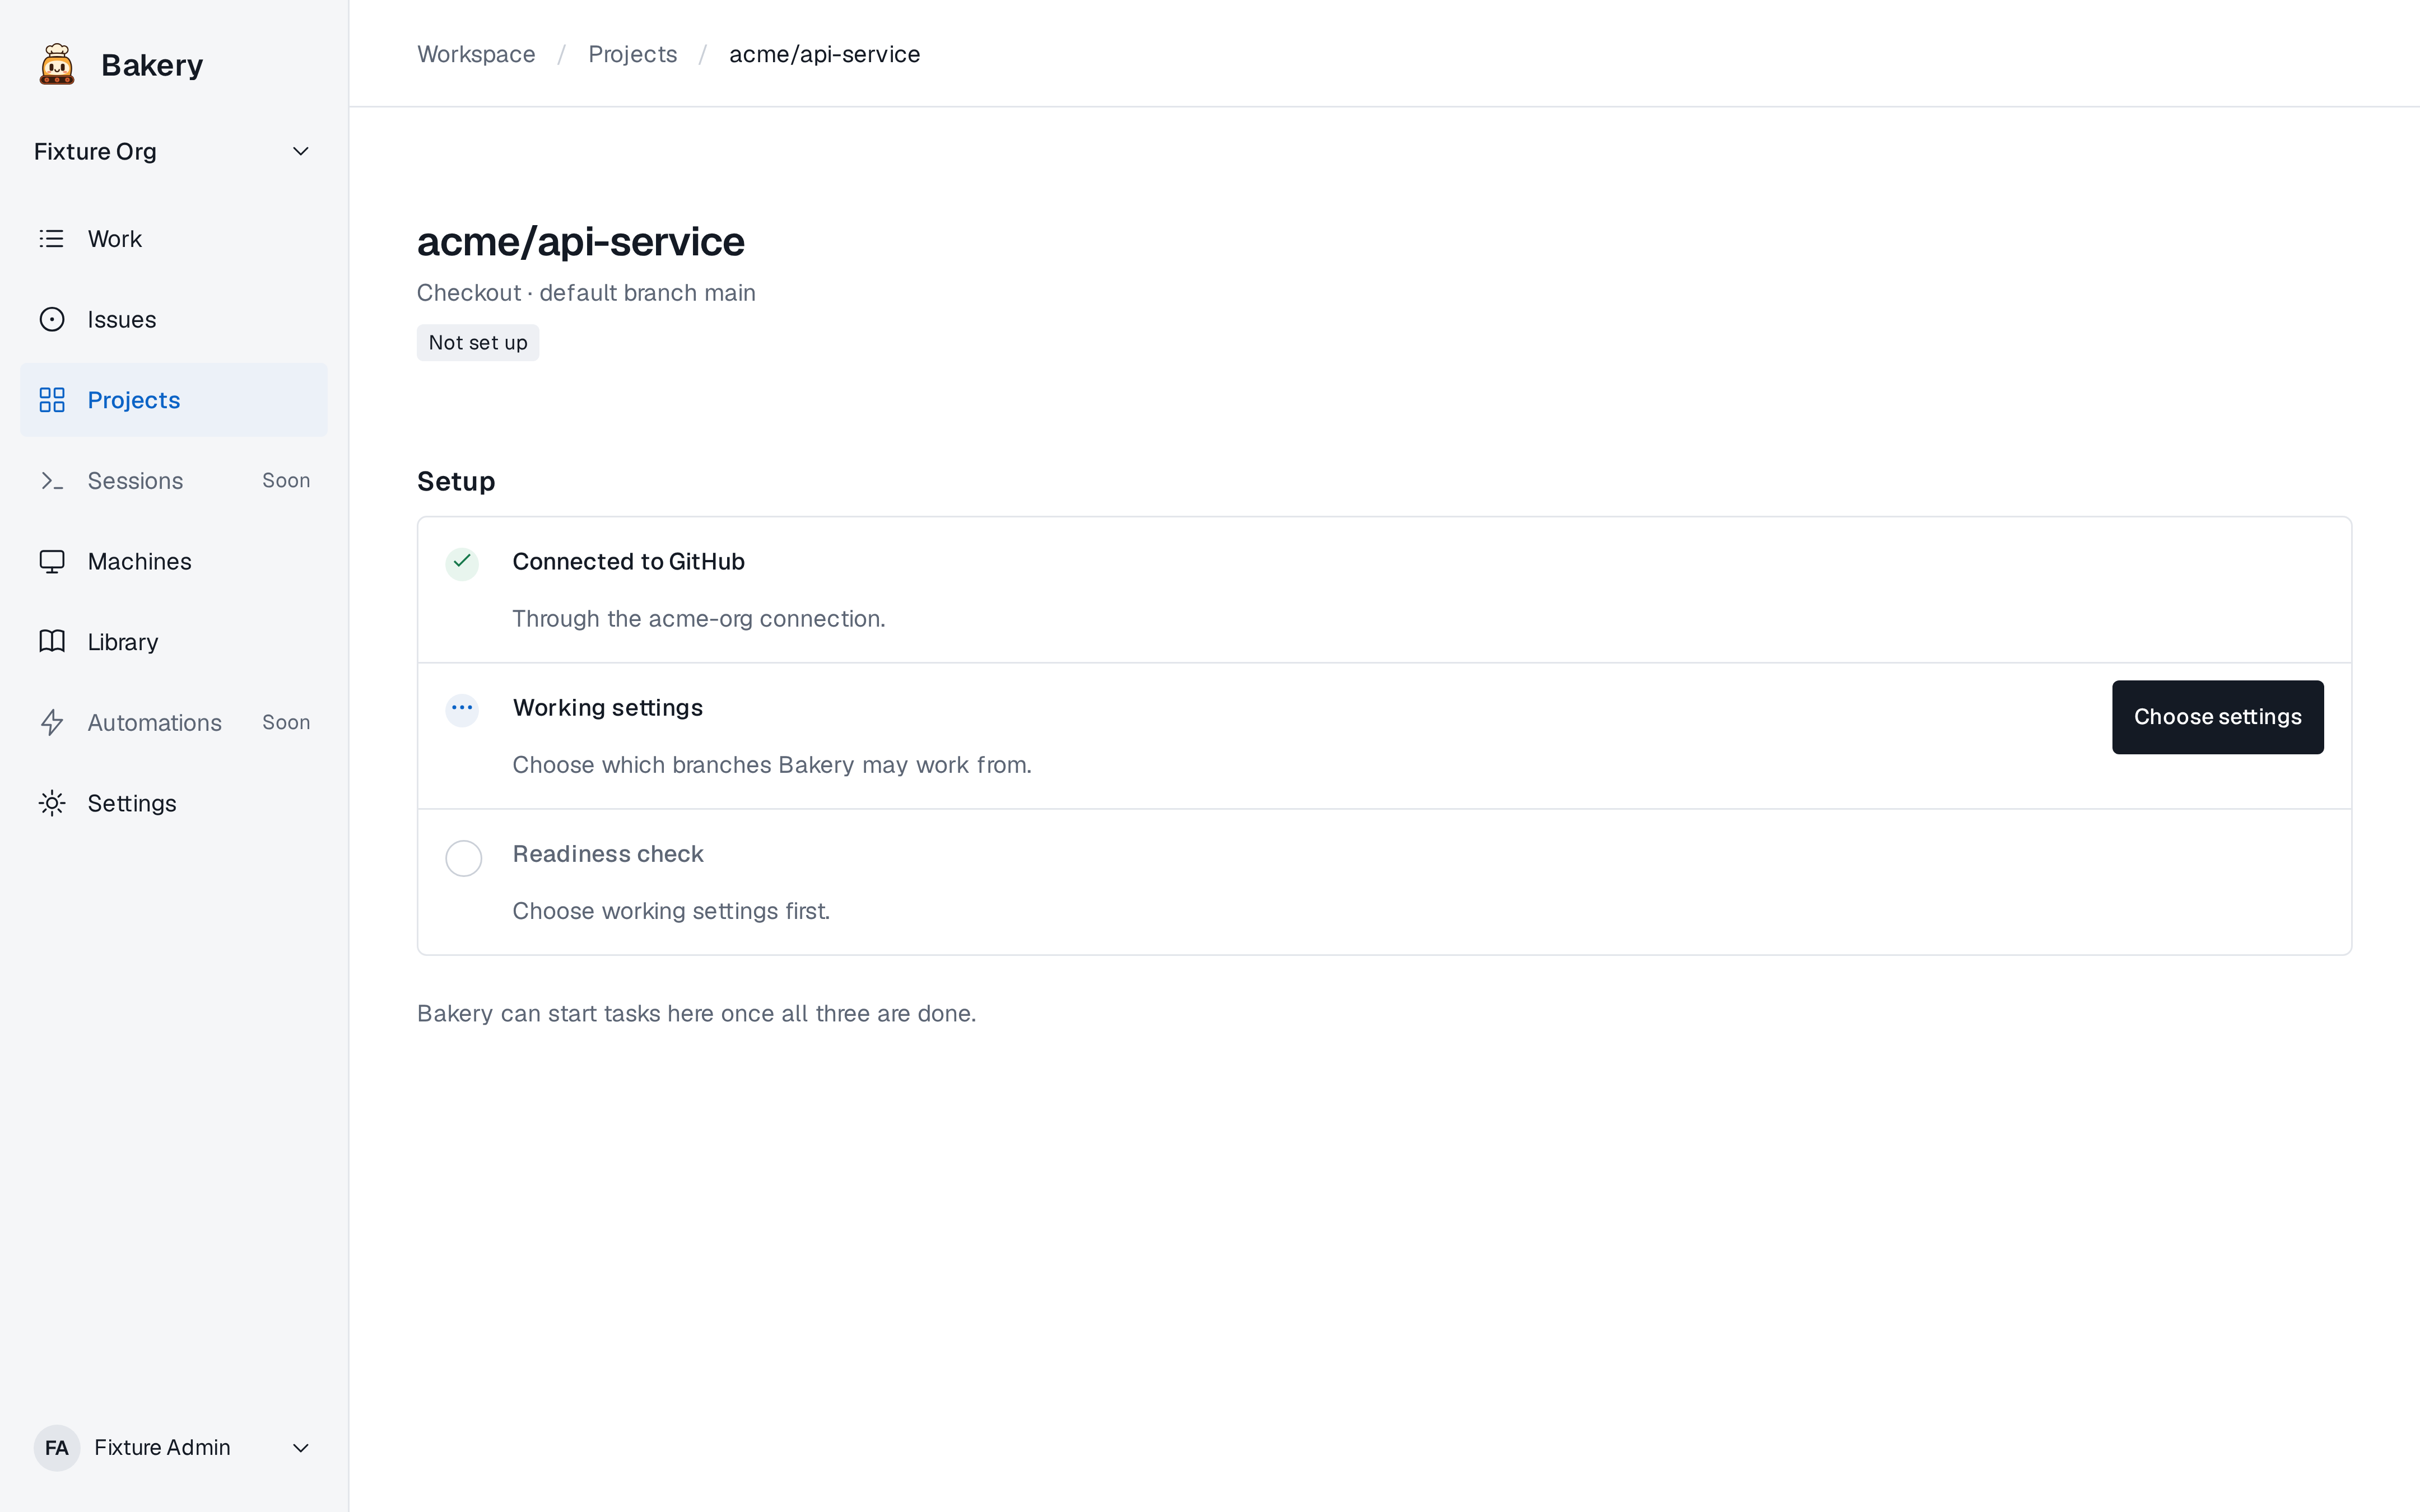 Bakery
Fixture Org
Work
Issues
Projects
Sessions Soon
Machines
Library
Automations Soon
Settings
FA Fixture Admin
Workspace / Projects / acme/api-service
acme/api-service
Checkout · default branch main
Not set up
Setup
Connected to GitHub
Through the acme-org connection.
Working settings
Choose which branches Bakery may work from.
Choose settings
Readiness check
Choose working settings first.
Bakery can start tasks here once all three are done.